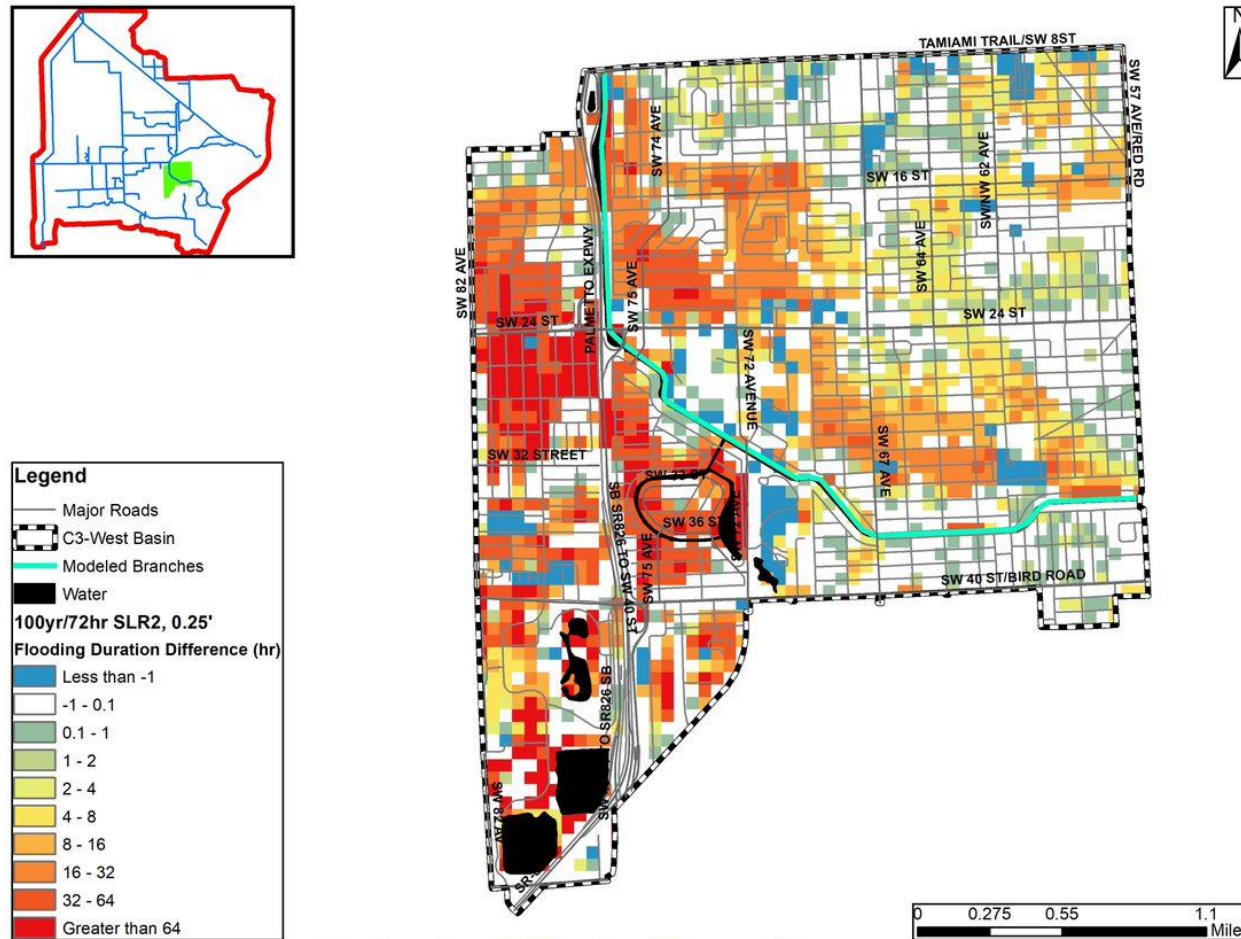 N
TAMIAMI TRAIL/SW 8ST
SW 57 AVE/RED RD
SW 74 AVE
SW 16 ST
SW/NW 62 AVE
SW 64 AVE
SW 82 AVE
PALMETO EXPWY
SW 75 AVE
SW 24 ST
SW 24 ST
SW 72 AVENUE
SW 67 AVE
SW 32 STREET
SW 36 ST
SB SR826 TO SW 40 ST
SW 75 AVE
SW 40 ST/BIRD ROAD
TO SR826 SB
SW 82 AV
Legend
Major Roads
C3-West Basin
Modeled Branches
Water
100yr/72hr SLR2, 0.25'
Flooding Duration Difference (hr)
Less than -1
-1 - 0.1
0.1 - 1
1 - 2
2 - 4
4 - 8
8 - 16
16 - 32
32 - 64
Greater than 64
0 0.275 0.55 1.1
Mile